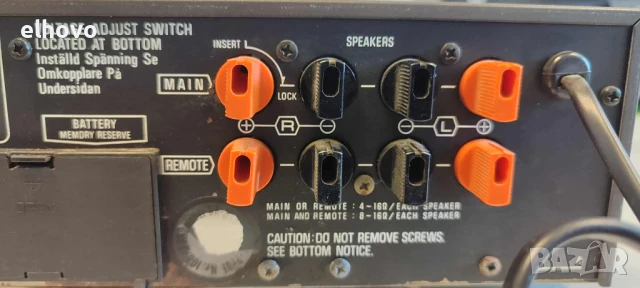 ehobby.bg
ADJUST SWITCH
LOCATED AT BOTTOM
Inställd Spänning Se
Omkopplare På
Undersidan
INSERT
SPEAKERS
MAIN
LOCK
BATTERY
MEMORY RESERVE
+ R − − L +
REMOTE
MAIN OR REMOTE : 4~16Ω/EACH SPEAKER
MAIN AND REMOTE : 8~16Ω/EACH SPEAKER
CAUTION: DO NOT REMOVE SCREWS.
SEE BOTTOM NOTICE.
BAZAR